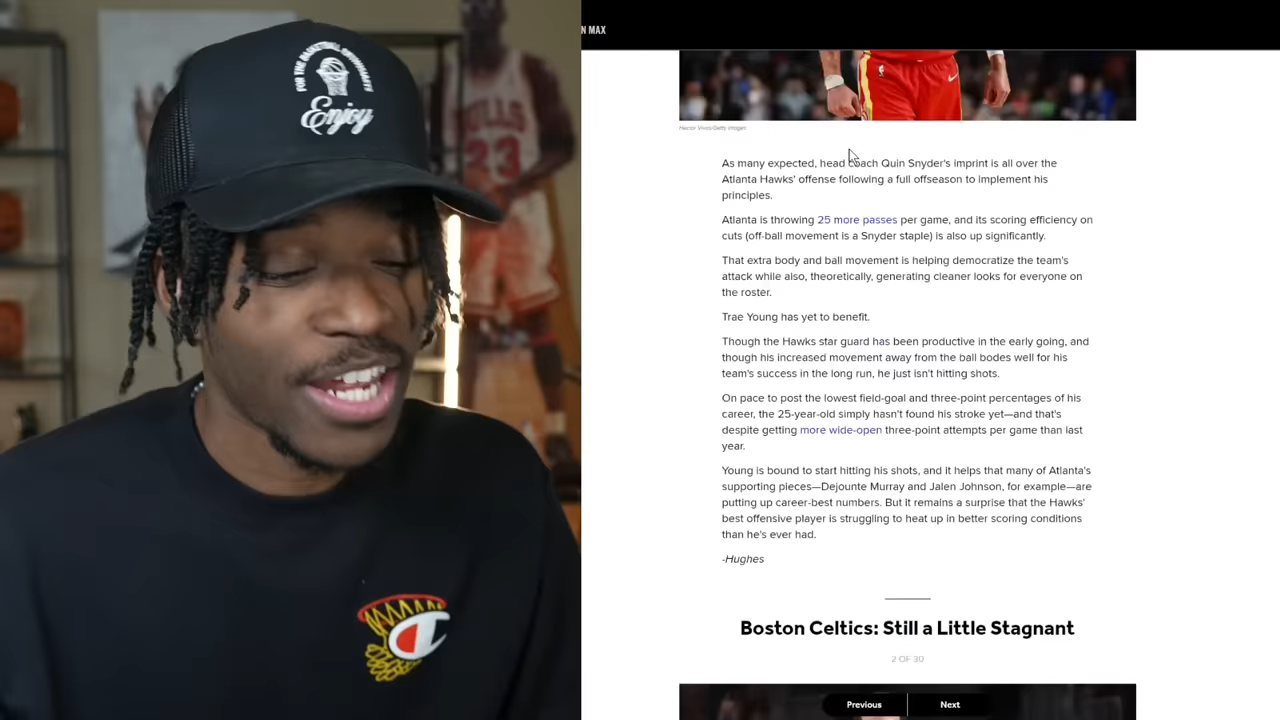 N MAX
FOR THE BASKETBALL
Enjoy
BULLS
23
Hector Vivas/Getty Images
As many expected, head coach Quin Snyder's imprint is all over the
Atlanta Hawks' offense following a full offseason to implement his
principles.
Atlanta is throwing 25 more passes per game, and its scoring efficiency on
cuts (off-ball movement is a Snyder staple) is also up significantly.
That extra body and ball movement is helping democratize the team's
attack while also, theoretically, generating cleaner looks for everyone on
the roster.
Trae Young has yet to benefit.
Though the Hawks star guard has been productive in the early going, and
though his increased movement away from the ball bodes well for his
team's success in the long run, he just isn't hitting shots.
On pace to post the lowest field-goal and three-point percentages of his
career, the 25-year-old simply hasn't found his stroke yet—and that's
despite getting more wide-open three-point attempts per game than last
year.
Young is bound to start hitting his shots, and it helps that many of Atlanta's
supporting pieces—Dejounte Murray and Jalen Johnson, for example—are
putting up career-best numbers. But it remains a surprise that the Hawks'
best offensive player is struggling to heat up in better scoring conditions
than he's ever had.
-Hughes
Boston Celtics: Still a Little Stagnant
2 OF 30
Previous
Next